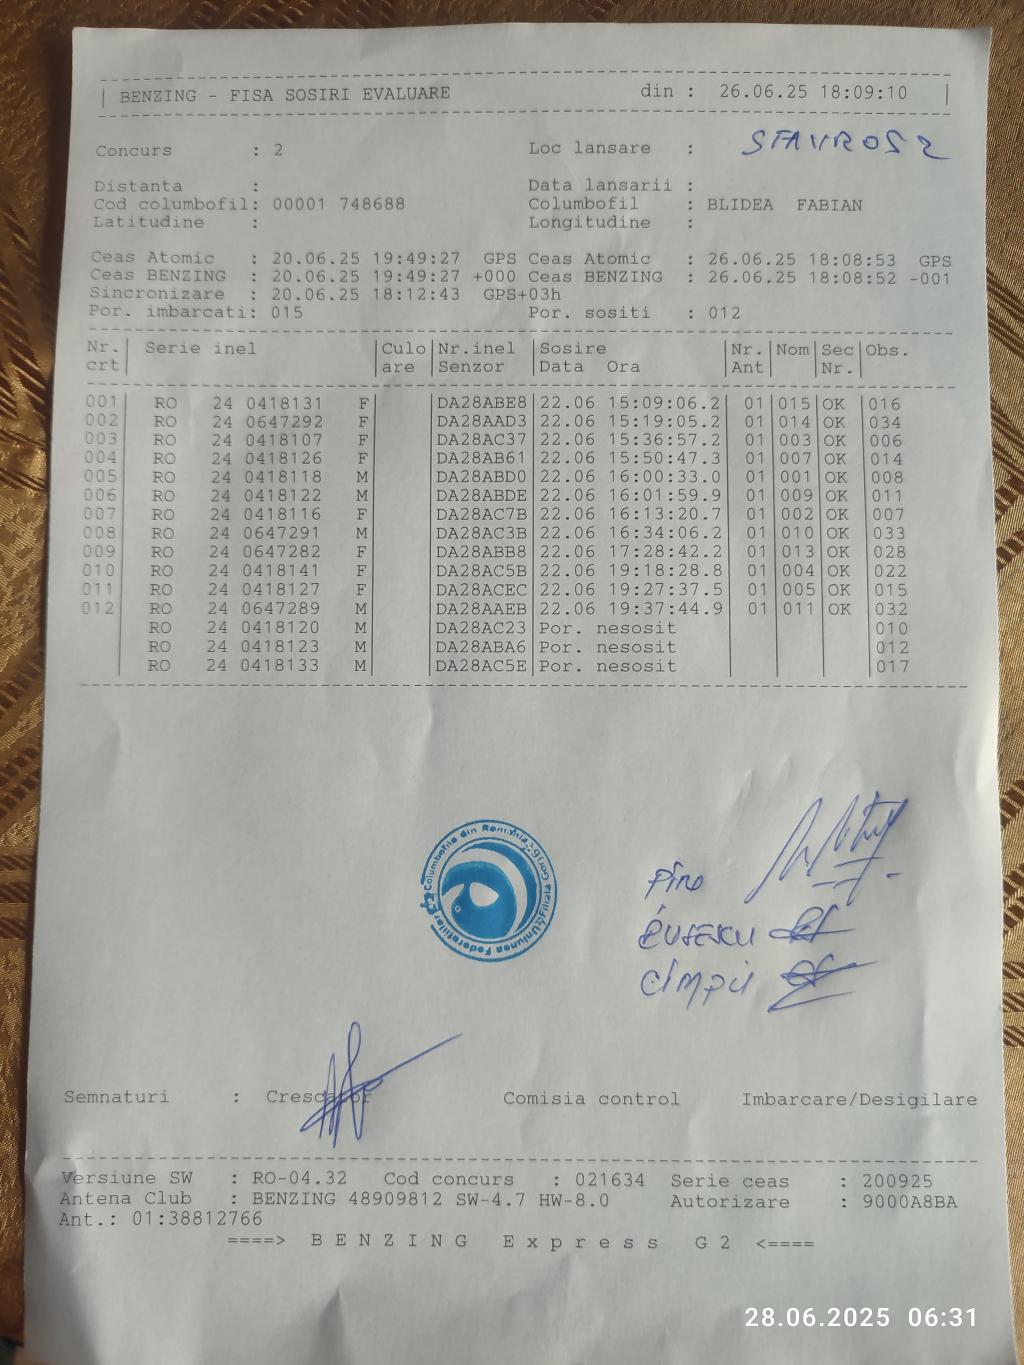 BENZING - FISA SOSIRI EVALUARE din : 26.06.25 18:09:10
Concurs : 2 Loc lansare : STAVROS 2
Distanta : Data lansarii :
Cod columbofil: 00001 748688 Columbofil : BLIDEA FABIAN
Latitudine : Longitudine :
Ceas Atomic : 20.06.25 19:49:27 GPS Ceas Atomic : 26.06.25 18:08:53 GPS
Ceas BENZING : 20.06.25 19:49:27 +000 Ceas BENZING : 26.06.25 18:08:52 -001
Sincronizare : 20.06.25 18:12:43 GPS+03h
Por. imbarcati: 015 Por. sositi : 012
Nr. Serie inel Culo Nr.inel Sosire Nr. Nom Sec Obs.
crt are Senzor Data Ora Ant Nr.
001 RO 24 0418131 F DA28ABE8 22.06 15:09:06.2 01 015 OK 016
002 RO 24 0647292 F DA28AAD3 22.06 15:19:05.2 01 014 OK 034
003 RO 24 0418107 F DA28AC37 22.06 15:36:57.2 01 003 OK 006
004 RO 24 0418126 F DA28AB61 22.06 15:50:47.3 01 007 OK 014
005 RO 24 0418118 M DA28ABD0 22.06 16:00:33.0 01 001 OK 008
006 RO 24 0418122 M DA28ABDE 22.06 16:01:59.9 01 009 OK 011
007 RO 24 0418116 F DA28AC7B 22.06 16:13:20.7 01 002 OK 007
008 RO 24 0647291 M DA28AC3B 22.06 16:34:06.2 01 010 OK 033
009 RO 24 0647282 F DA28ABB8 22.06 17:28:42.2 01 013 OK 028
010 RO 24 0418141 F DA28AC5B 22.06 19:18:28.8 01 004 OK 022
011 RO 24 0418127 F DA28ACEC 22.06 19:27:37.5 01 005 OK 015
012 RO 24 0647289 M DA28AAEB 22.06 19:37:44.9 01 011 OK 032
RO 24 0418120 M DA28AC23 Por. nesosit 010
RO 24 0418123 M DA28ABA6 Por. nesosit 012
RO 24 0418133 M DA28AC5E Por. nesosit 017
Uniunea Federatiilor Columbofile din România Filiala Gorj
Semnaturi : Crescator Comisia control Imbarcare/Desigilare
Versiune SW : RO-04.32 Cod concurs : 021634 Serie ceas : 200925
Antena Club : BENZING 48909812 SW-4.7 HW-8.0 Autorizare : 9000A8BA
Ant.: 01:38812766
====> B E N Z I N G E x p r e s s G 2 <====
28.06.2025 06:31